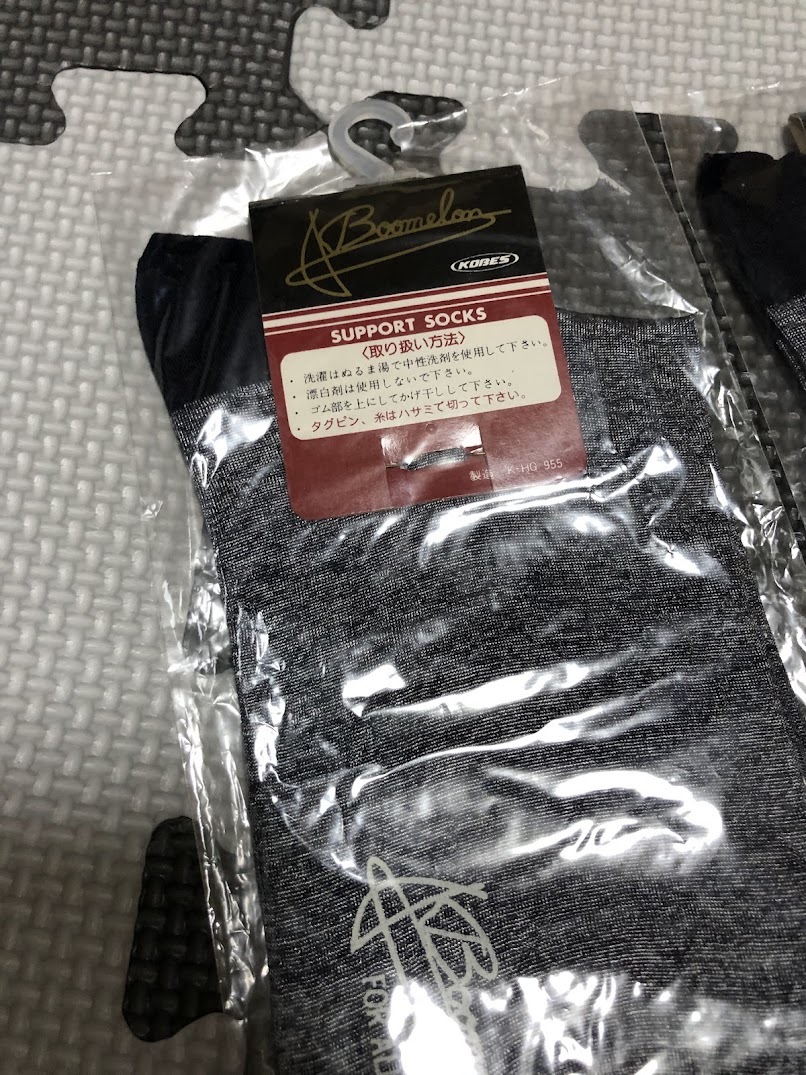 Boomelon
KOBES
SUPPORT SOCKS
〈取り扱い方法〉
・ 洗濯はぬるま湯で中性洗剤を使用して下さい。
・ 漂白剤は使用しないで下さい。
・ ゴム部を上にしてかげ干しして下さい。
・ タグピン、糸はハサミで切って下さい。
製造 K・HG 955